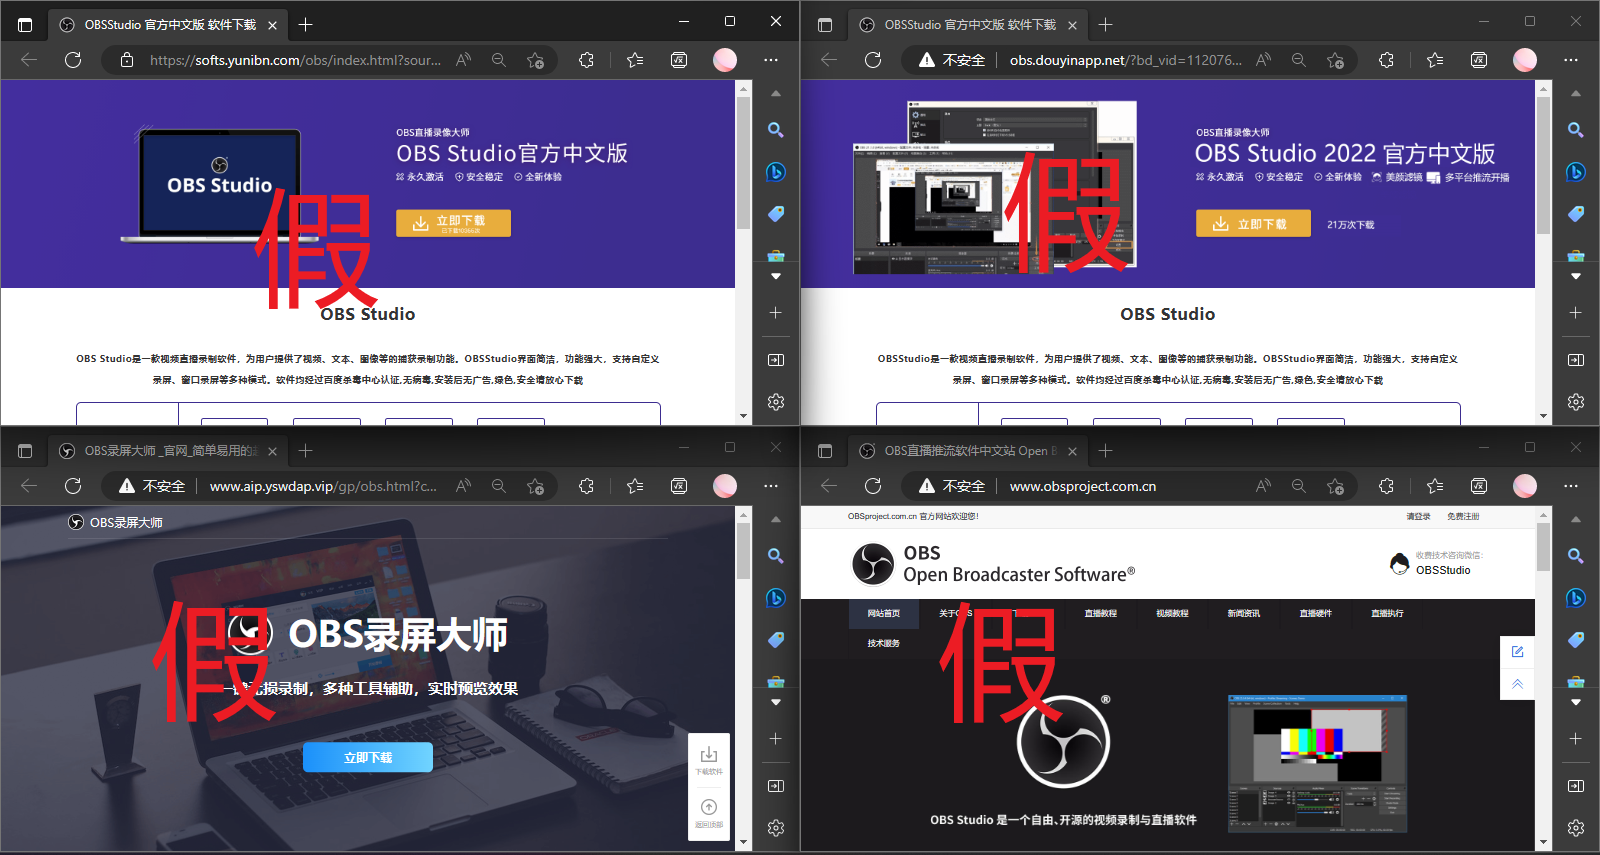 OBSStudio 官方中文版 软件下载
https://softs.yunibn.com/obs/index.html?sour...
OBS Studio
OBS直播录像大师
OBS Studio官方中文版
永久激活 安全稳定 全新体验
立即下载
假
OBS Studio
OBS Studio是一款视频直播录制软件，为用户提供了视频、文本、图像等的捕获录制功能。OBSStudio界面简洁，功能强大，支持自定义
录屏、窗口录屏等多种模式。软件均经过百度杀毒中心认证,无病毒,安装后无广告,绿色,安全请放心下载
OBSStudio 官方中文版 软件下载
不安全 obs.douyinapp.net/?bd_vid=112076...
OBS直播录像大师
OBS Studio 2022 官方中文版
永久激活 安全稳定 全新体验 美颜滤镜 多平台推流开播
立即下载 21万次下载
假
OBS Studio
OBSStudio是一款视频直播录制软件，为用户提供了视频、文本、图像等的捕获录制功能。OBSStudio界面简洁，功能强大，支持自定义
录屏、窗口录屏等多种模式。软件均经过百度杀毒中心认证,无病毒,安装后无广告,绿色,安全请放心下载
OBS录屏大师 _官网_简单易用的
不安全 www.aip.yswdap.vip/gp/obs.html?c...
OBS录屏大师
OBS录屏大师
假
无损录制，多种工具辅助，实时预览效果
立即下载
下载软件
返回顶部
OBS直播推流软件中文站 Open B
不安全 www.obsproject.com.cn
OBSproject.com.cn 官方网站欢迎您！
请登录 免费注册
OBS
Open Broadcaster Software®
收费技术咨询微信：
OBSStudio
网站首页 关于OBS 直播教程 视频教程 新闻资讯 直播硬件 直播执行
技术服务
假
®
OBS Studio 是一个自由、开源的视频录制与直播软件